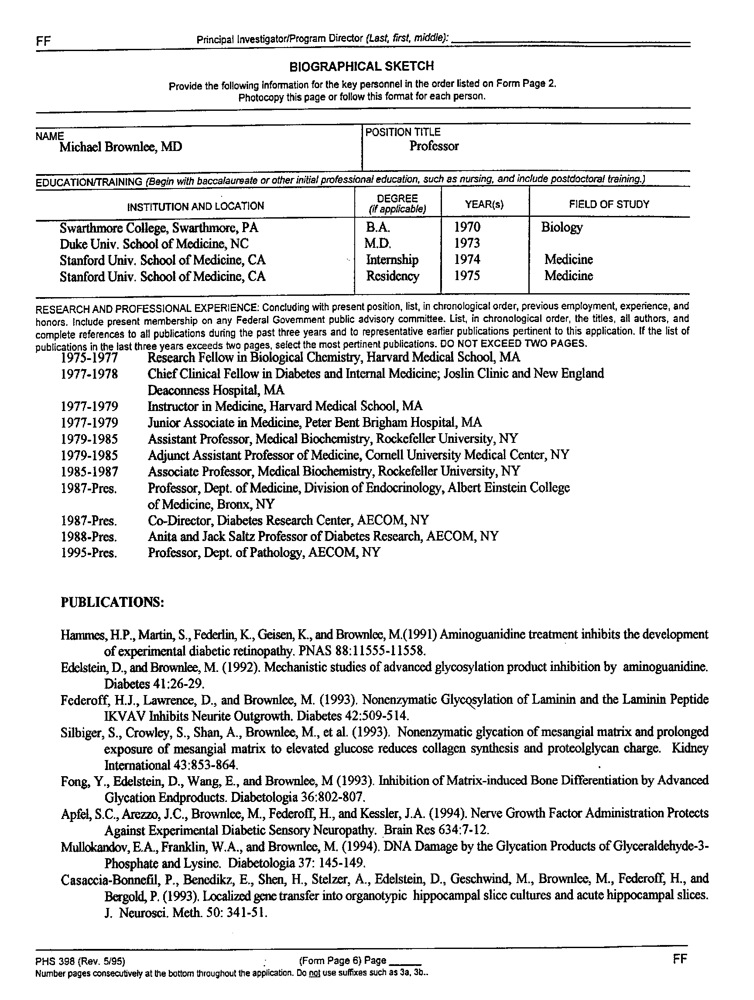 FF Principal Investigator/Program Director (Last, first, middle):
BIOGRAPHICAL SKETCH
Provide the following information for the key personnel in the order listed on Form Page 2.
Photocopy this page or follow this format for each person.
NAME POSITION TITLE
Michael Brownlee, MD Professor
EDUCATION/TRAINING (Begin with baccalaureate or other initial professional education, such as nursing, and include postdoctoral training.)
INSTITUTION AND LOCATION DEGREE (if applicable) YEAR(s) FIELD OF STUDY
Swarthmore College, Swarthmore, PA B.A. 1970 Biology
Duke Univ. School of Medicine, NC M.D. 1973
Stanford Univ. School of Medicine, CA Internship 1974 Medicine
Stanford Univ. School of Medicine, CA Residency 1975 Medicine
RESEARCH AND PROFESSIONAL EXPERIENCE: Concluding with present position, list, in chronological order, previous employment, experience, and
honors. Include present membership on any Federal Government public advisory committee. List, in chronological order, the titles, all authors, and
complete references to all publications during the past three years and to representative earlier publications pertinent to this application. If the list of
publications in the last three years exceeds two pages, select the most pertinent publications. DO NOT EXCEED TWO PAGES.
1975-1977 Research Fellow in Biological Chemistry, Harvard Medical School, MA
1977-1978 Chief Clinical Fellow in Diabetes and Internal Medicine; Joslin Clinic and New England
Deaconness Hospital, MA
1977-1979 Instructor in Medicine, Harvard Medical School, MA
1977-1979 Junior Associate in Medicine, Peter Bent Brigham Hospital, MA
1979-1985 Assistant Professor, Medical Biochemistry, Rockefeller University, NY
1979-1985 Adjunct Assistant Professor of Medicine, Cornell University Medical Center, NY
1985-1987 Associate Professor, Medical Biochemistry, Rockefeller University, NY
1987-Pres. Professor, Dept. of Medicine, Division of Endocrinology, Albert Einstein College
of Medicine, Bronx, NY
1987-Pres. Co-Director, Diabetes Research Center, AECOM, NY
1988-Pres. Anita and Jack Saltz Professor of Diabetes Research, AECOM, NY
1995-Pres. Professor, Dept. of Pathology, AECOM, NY
PUBLICATIONS:
Hammes, H.P., Martin, S., Federlin, K., Geisen, K., and Brownlee, M.(1991) Aminoguanidine treatment inhibits the development
of experimental diabetic retinopathy. PNAS 88:11555-11558.
Edelstein, D., and Brownlee, M. (1992). Mechanistic studies of advanced glycosylation product inhibition by aminoguanidine.
Diabetes 41:26-29.
Federoff, H.J., Lawrence, D., and Brownlee, M. (1993). Nonenzymatic Glycosylation of Laminin and the Laminin Peptide
IKVAV Inhibits Neurite Outgrowth. Diabetes 42:509-514.
Silbiger, S., Crowley, S., Shan, A., Brownlee, M., et al. (1993). Nonenzymatic glycation of mesangial matrix and prolonged
exposure of mesangial matrix to elevated glucose reduces collagen synthesis and proteolglycan charge. Kidney
International 43:853-864.
Fong, Y., Edelstein, D., Wang, E., and Brownlee, M (1993). Inhibition of Matrix-induced Bone Differentiation by Advanced
Glycation Endproducts. Diabetologia 36:802-807.
Apfel, S.C., Arezzo, J.C., Brownlee, M., Federoff, H., and Kessler, J.A. (1994). Nerve Growth Factor Administration Protects
Against Experimental Diabetic Sensory Neuropathy. Brain Res 634:7-12.
Mullokandov, E.A., Franklin, W.A., and Brownlee, M. (1994). DNA Damage by the Glycation Products of Glyceraldehyde-3-
Phosphate and Lysine. Diabetologia 37: 145-149.
Casaccia-Bonnefil, P., Benedikz, E., Shen, H., Stelzer, A., Edelstein, D., Geschwind, M., Brownlee, M., Federoff, H., and
Bergold, P. (1993). Localized gene transfer into organotypic hippocampal slice cultures and acute hippocampal slices.
J. Neurosci. Meth. 50: 341-51.
PHS 398 (Rev. 5/95) (Form Page 6) Page FF
Number pages consecutively at the bottom throughout the application. Do not use suffixes such as 3a, 3b..